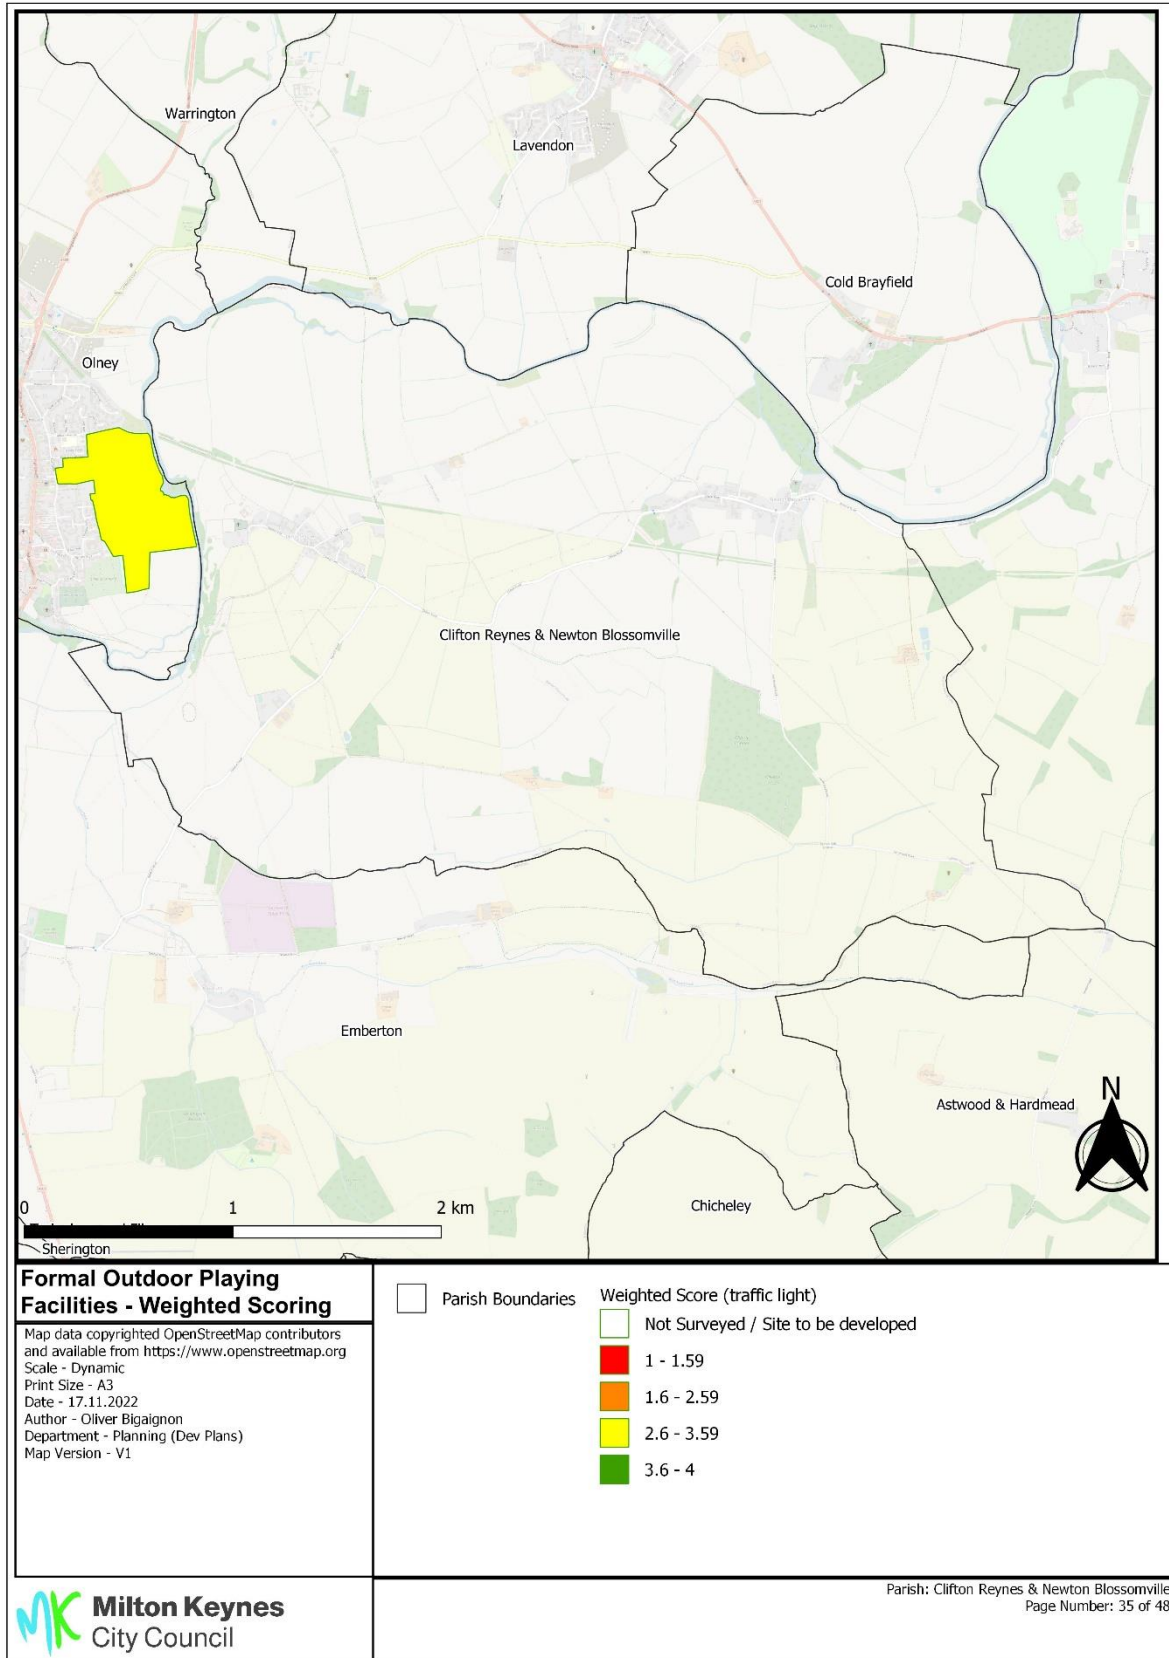 Warrington
Lavendon
Cold Brayfield
Olney
Clifton Reynes & Newton Blossomville
Emberton
Astwood & Hardmead
N
Chicheley
0 1 2 km
Sherington
Formal Outdoor Playing
Facilities - Weighted Scoring
Map data copyrighted OpenStreetMap contributors
and available from https://www.openstreetmap.org
Scale - Dynamic
Print Size - A3
Date - 17.11.2022
Author - Oliver Bigaignon
Department - Planning (Dev Plans)
Map Version - V1
Parish Boundaries
Weighted Score (traffic light)
Not Surveyed / Site to be developed
1 - 1.59
1.6 - 2.59
2.6 - 3.59
3.6 - 4
MK Milton Keynes
City Council
Parish: Clifton Reynes & Newton Blossomville
Page Number: 35 of 48